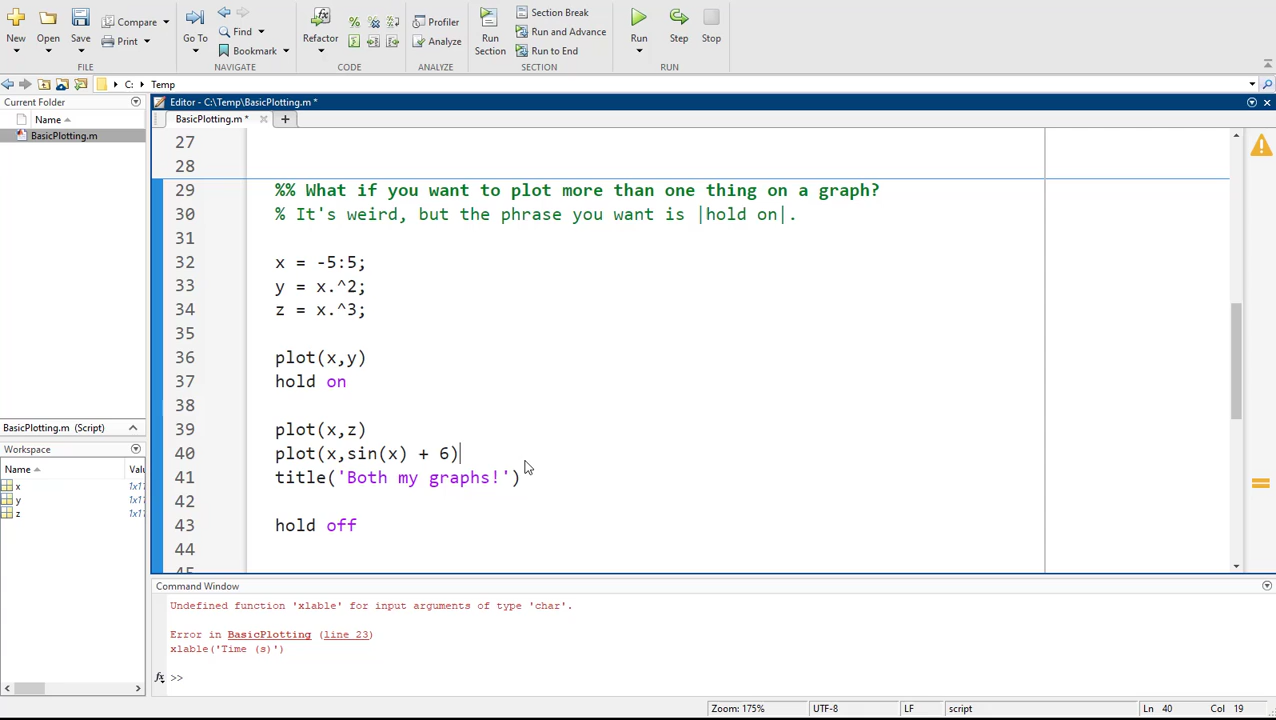 New
Open
Save
Compare
Print
FILE
Go To
Find
Bookmark
NAVIGATE
Refactor
CODE
Profiler
Analyze
ANALYZE
Run
Section
Section Break
Run and Advance
Run to End
SECTION
Run
Step
Stop
RUN
C:
Temp
Current Folder
Name
BasicPlotting.m
BasicPlotting.m (Script)
Workspace
Name
x
y
z
Editor - C:\Temp\BasicPlotting.m *
BasicPlotting.m *
27
28
29 %% What if you want to plot more than one thing on a graph?
30 % It's weird, but the phrase you want is |hold on|.
31
32 x = -5:5;
33 y = x.^2;
34 z = x.^3;
35
36 plot(x,y)
37 hold on
38
39 plot(x,z)
40 plot(x,sin(x) + 6)
41 title('Both my graphs!')
42
43 hold off
44
Command Window
Undefined function 'xlable' for input arguments of type 'char'.
Error in BasicPlotting (line 23)
xlable('Time (s)')
fx >>
Zoom: 175%
UTF-8
LF
script
Ln 40
Col 19